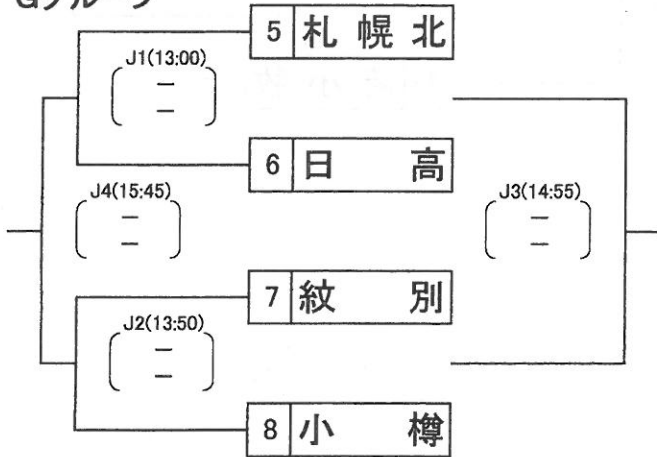 Gグループ
5 札幌北
J1(13:00)
－
－
6 日高
J4(15:45)
－
－
J3(14:55)
－
－
7 紋別
J2(13:50)
－
－
8 小樽